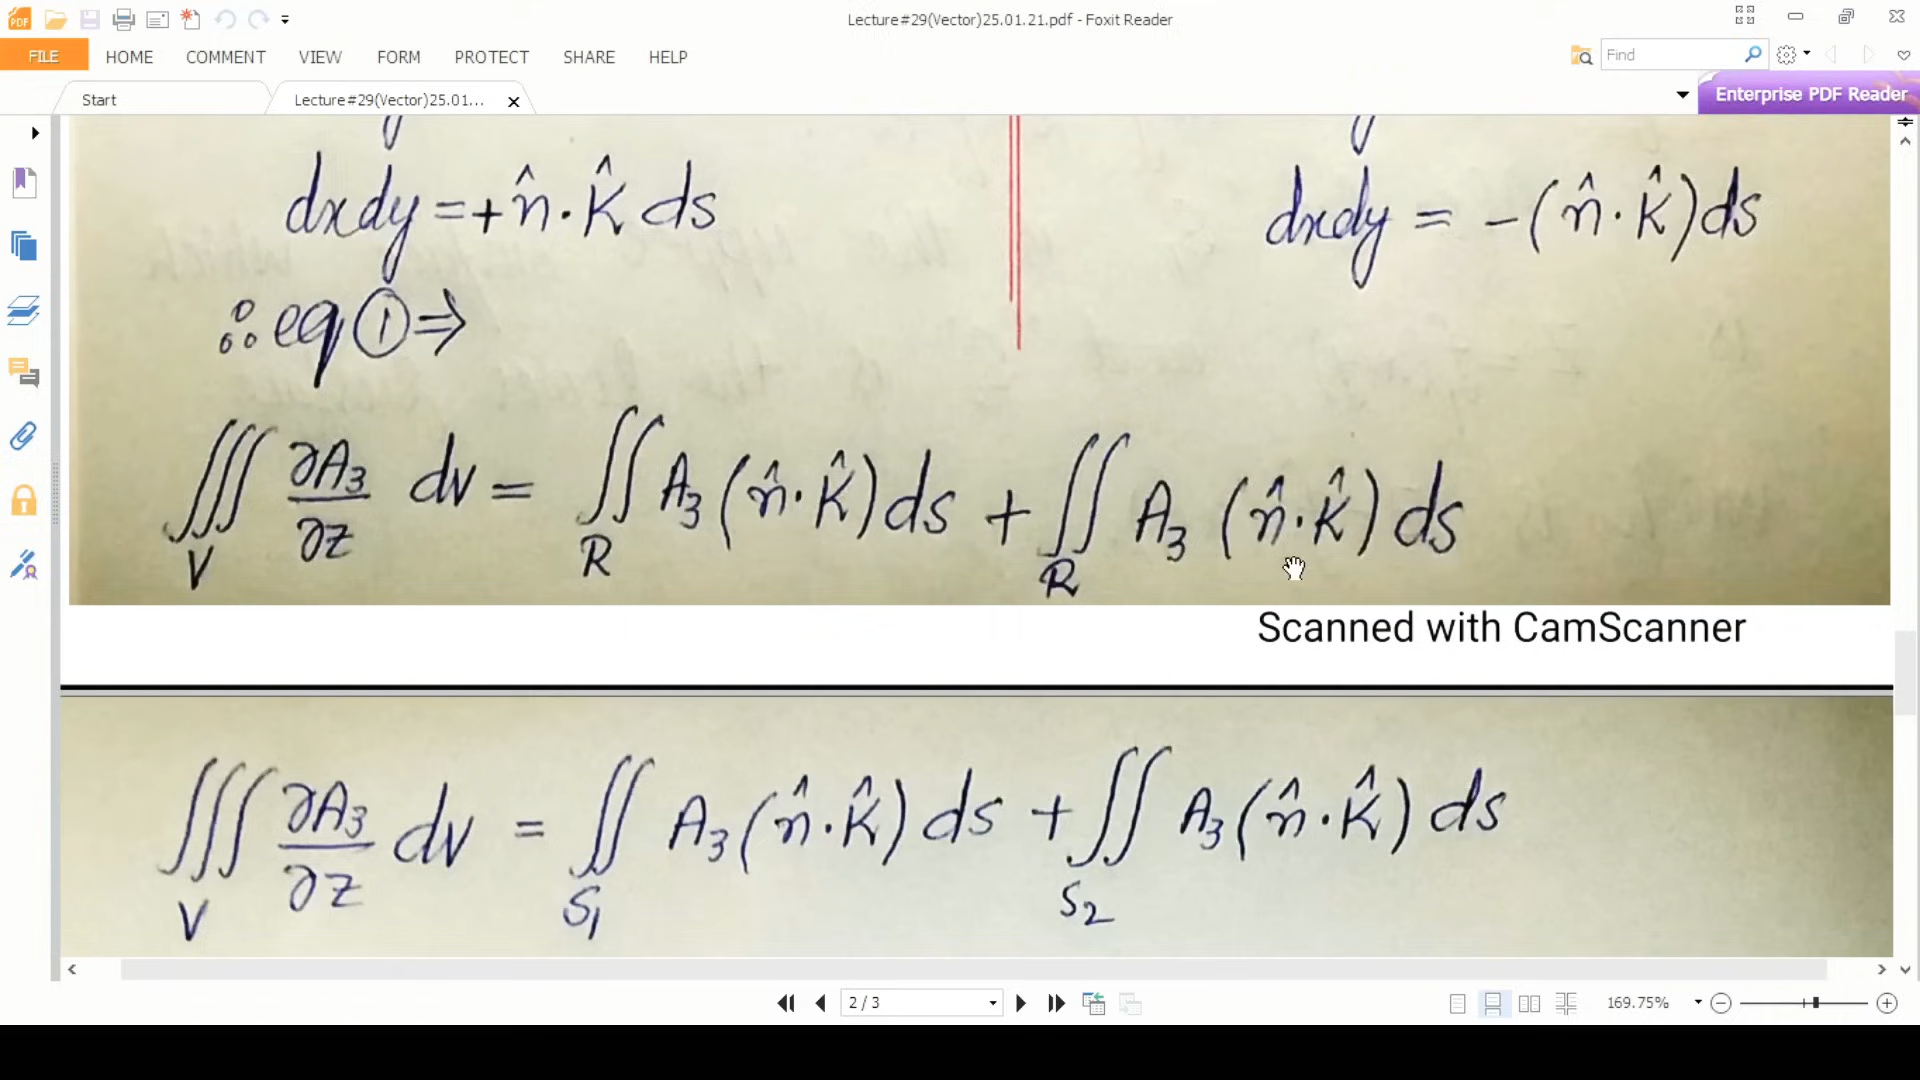 Lecture#29(Vector)25.01.21.pdf - Foxit Reader
FILE HOME COMMENT VIEW FORM PROTECT SHARE HELP
Find
Start
Lecture#29(Vector)25.01...
Enterprise PDF Reader
dxdy = + n̂ · k̂ ds
dxdy = − (n̂ · k̂) ds
∴ eq ① ⇒
∭_V ∂A₃/∂z dv = ∬_R A₃ (n̂ · k̂) ds + ∬_R A₃ (n̂ · k̂) ds
Scanned with CamScanner
∭_V ∂A₃/∂z dv = ∬_S₁ A₃ (n̂ · k̂) ds + ∬_S₂ A₃ (n̂ · k̂) ds
2 / 3
169.75%